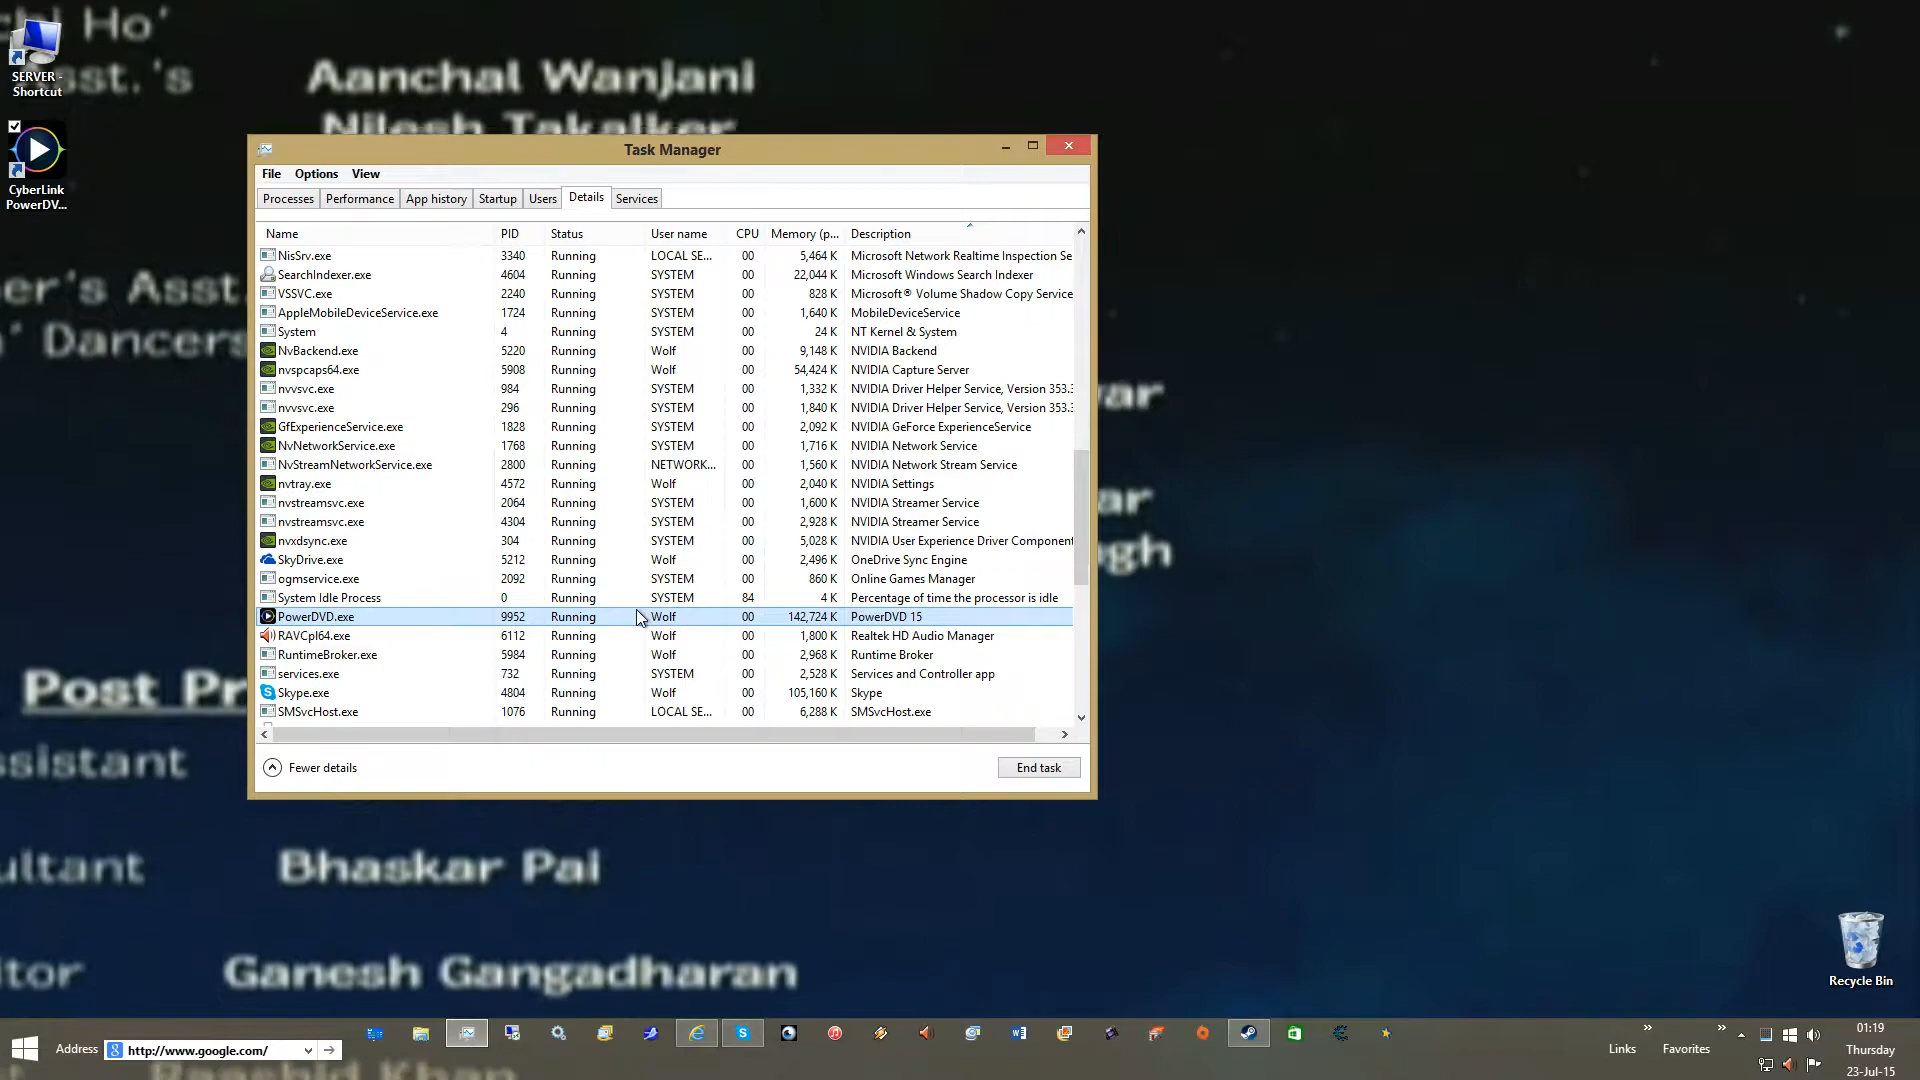 chi Ho'
Asst.'s Aanchal Wanjani
Nilesh Takalker
SERVER -
Shortcut
CyberLink
PowerDV...
er's Asst.
' Dancers
war
ar
gh
Post Pr
ssistant
ultant Bhaskar Pai
itor Ganesh Gangadharan
Raashid Khan
Task Manager
File Options View
Processes Performance App history Startup Users Details Services
Name PID Status User name CPU Memory (p... Description
NisSrv.exe 3340 Running LOCAL SE... 00 5,464 K Microsoft Network Realtime Inspection Se
SearchIndexer.exe 4604 Running SYSTEM 00 22,044 K Microsoft Windows Search Indexer
VSSVC.exe 2240 Running SYSTEM 00 828 K Microsoft® Volume Shadow Copy Service
AppleMobileDeviceService.exe 1724 Running SYSTEM 00 1,640 K MobileDeviceService
System 4 Running SYSTEM 00 24 K NT Kernel & System
NvBackend.exe 5220 Running Wolf 00 9,148 K NVIDIA Backend
nvspcaps64.exe 5908 Running Wolf 00 54,424 K NVIDIA Capture Server
nvvsvc.exe 984 Running SYSTEM 00 1,332 K NVIDIA Driver Helper Service, Version 353.3
nvvsvc.exe 296 Running SYSTEM 00 1,840 K NVIDIA Driver Helper Service, Version 353.3
GfExperienceService.exe 1828 Running SYSTEM 00 2,092 K NVIDIA GeForce ExperienceService
NvNetworkService.exe 1768 Running SYSTEM 00 1,716 K NVIDIA Network Service
NvStreamNetworkService.exe 2800 Running NETWORK... 00 1,560 K NVIDIA Network Stream Service
nvtray.exe 4572 Running Wolf 00 2,040 K NVIDIA Settings
nvstreamsvc.exe 2064 Running SYSTEM 00 1,600 K NVIDIA Streamer Service
nvstreamsvc.exe 4304 Running SYSTEM 00 2,928 K NVIDIA Streamer Service
nvxdsync.exe 304 Running SYSTEM 00 5,028 K NVIDIA User Experience Driver Component
SkyDrive.exe 5212 Running Wolf 00 2,496 K OneDrive Sync Engine
ogmservice.exe 2092 Running SYSTEM 00 860 K Online Games Manager
System Idle Process 0 Running SYSTEM 84 4 K Percentage of time the processor is idle
PowerDVD.exe 9952 Running Wolf 00 142,724 K PowerDVD 15
RAVCpl64.exe 6112 Running Wolf 00 1,800 K Realtek HD Audio Manager
RuntimeBroker.exe 5984 Running Wolf 00 2,968 K Runtime Broker
services.exe 732 Running SYSTEM 00 2,528 K Services and Controller app
Skype.exe 4804 Running Wolf 00 105,160 K Skype
SMSvcHost.exe 1076 Running LOCAL SE... 00 6,288 K SMSvcHost.exe
Fewer details End task
Recycle Bin
Address http://www.google.com/
Links Favorites
01:19
Thursday
23-Jul-15